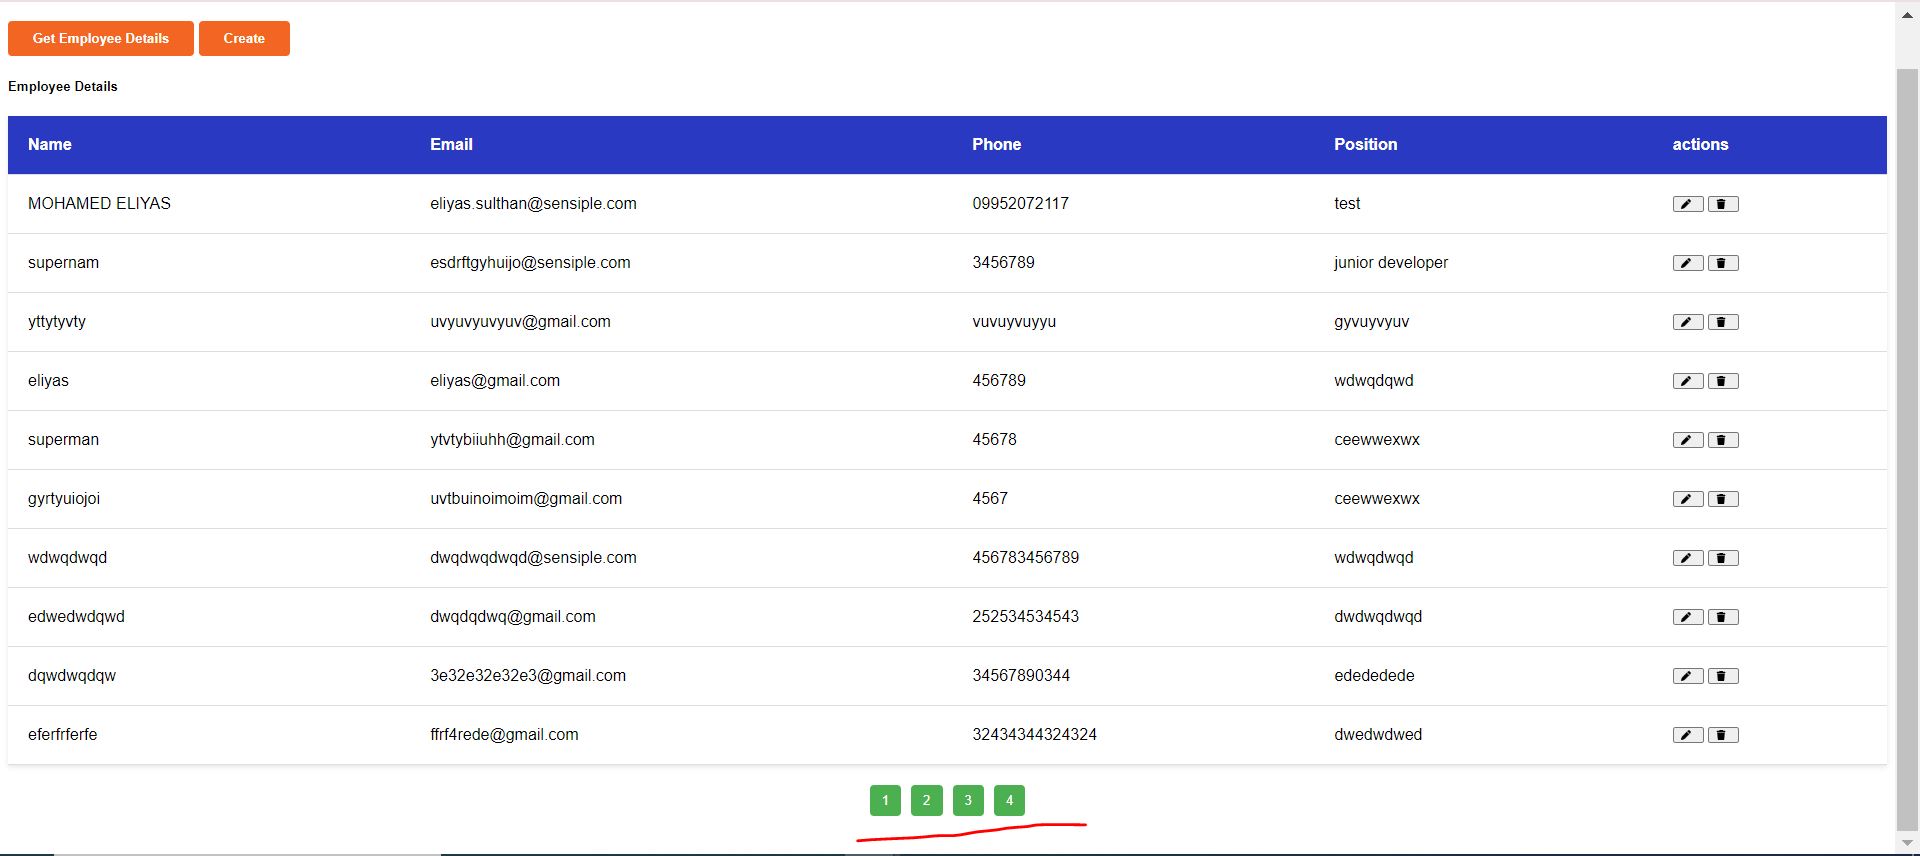 Get Employee Details Create
Employee Details
Name Email Phone Position actions
MOHAMED ELIYAS eliyas.sulthan@sensiple.com 09952072117 test
supernam esdrftgyhuijo@sensiple.com 3456789 junior developer
yttytyvty uvyuvyuvyuv@gmail.com vuvuyvuyyu gyvuyvyuv
eliyas eliyas@gmail.com 456789 wdwqdqwd
superman ytvtybiiuhh@gmail.com 45678 ceewwexwx
gyrtyuiojoi uvtbuinoimoim@gmail.com 4567 ceewwexwx
wdwqdwqd dwqdwqdwqd@sensiple.com 456783456789 wdwqdwqd
edwedwdqwd dwqdqdwq@gmail.com 252534534543 dwdwqdwqd
dqwdwqdqw 3e32e32e32e3@gmail.com 34567890344 edededede
eferfrferfe ffrf4rede@gmail.com 32434344324324 dwedwdwed
1 2 3 4